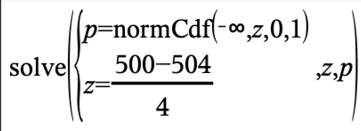 p=normCdf(-∞,z,0,1)
solve({z=(500−504)/4 ,z,p)